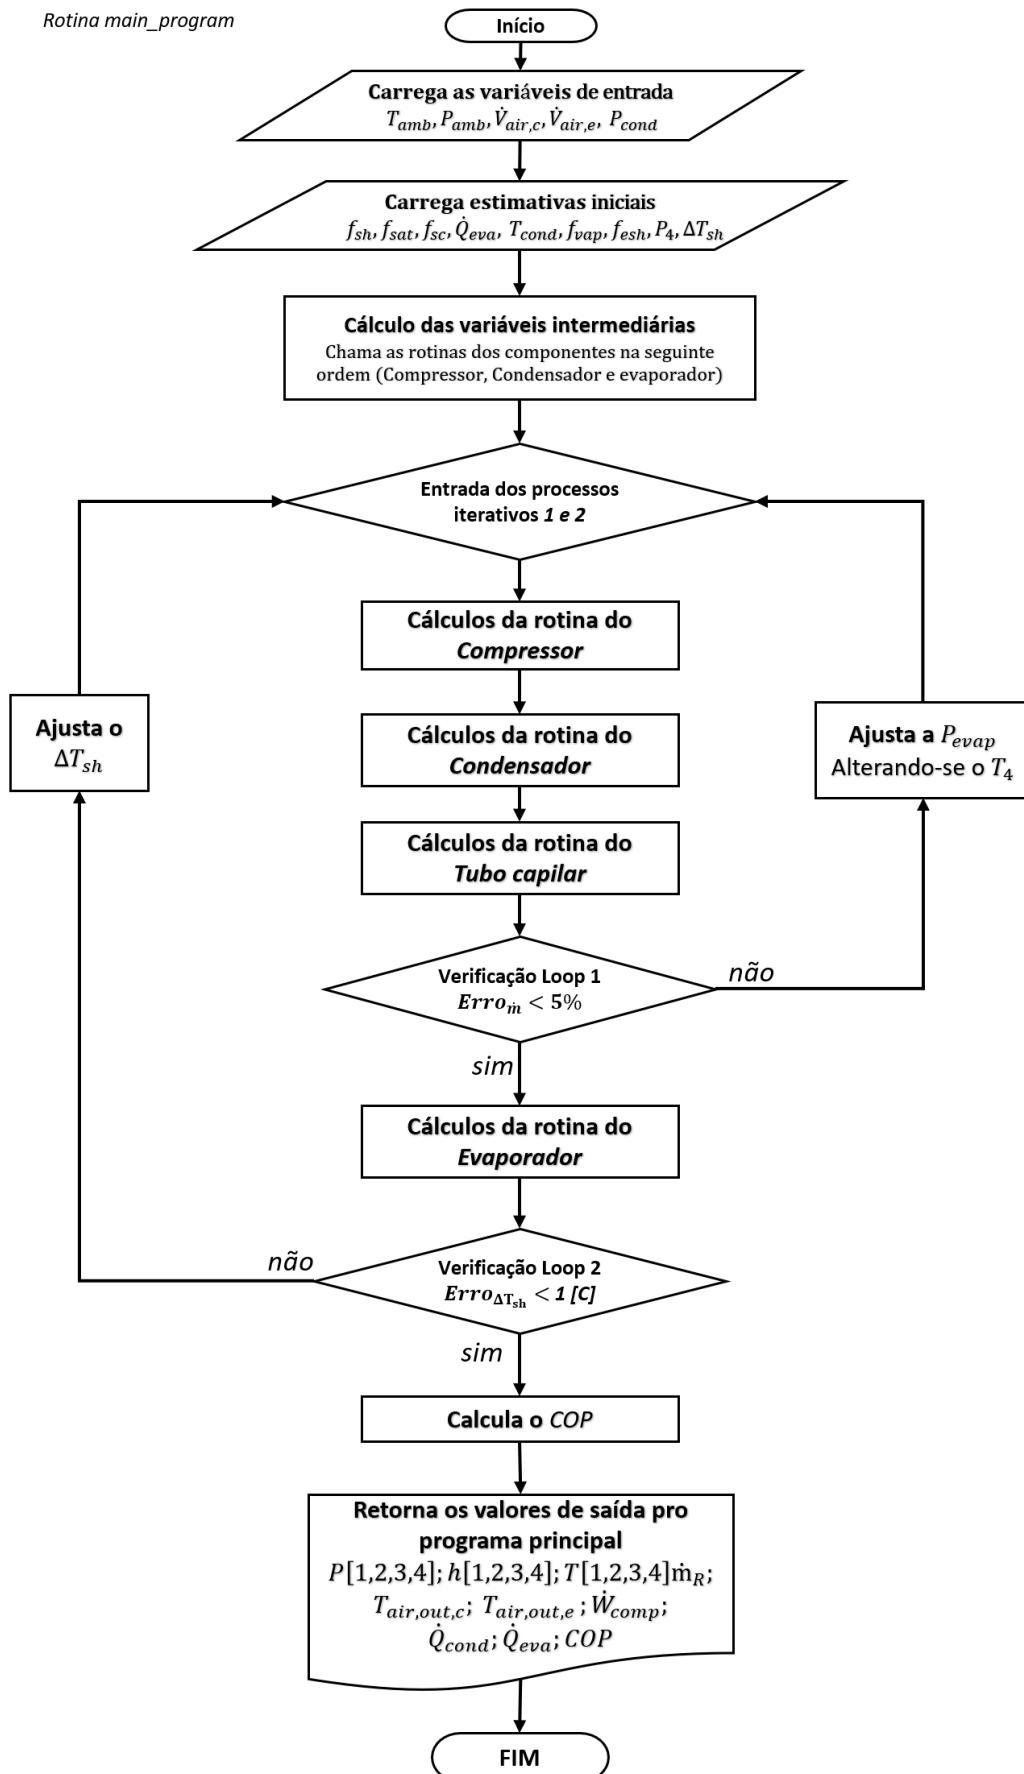 Rotina main_program
Início
Carrega as variáveis de entrada
T_amb, P_amb, V̇_air,c, V̇_air,e, P_cond
Carrega estimativas iniciais
f_sh, f_sat, f_sc, Q̇_eva, T_cond, f_vap, f_esh, P_4, ΔT_sh
Cálculo das variáveis intermediárias
Chama as rotinas dos componentes na seguinte
ordem (Compressor, Condensador e evaporador)
Entrada dos processos
iterativos 1 e 2
Cálculos da rotina do
Compressor
Ajusta o
ΔT_sh
Cálculos da rotina do
Condensador
Ajusta a P_evap
Alterando-se o T_4
Cálculos da rotina do
Tubo capilar
Verificação Loop 1
Erro_ṁ < 5%
não
sim
Cálculos da rotina do
Evaporador
não
Verificação Loop 2
Erro_ΔT_sh < 1 [C]
sim
Calcula o COP
Retorna os valores de saída pro
programa principal
P[1,2,3,4]; h[1,2,3,4]; T[1,2,3,4]ṁ_R;
T_air,out,c; T_air,out,e; Ẇ_comp;
Q̇_cond; Q̇_eva; COP
FIM